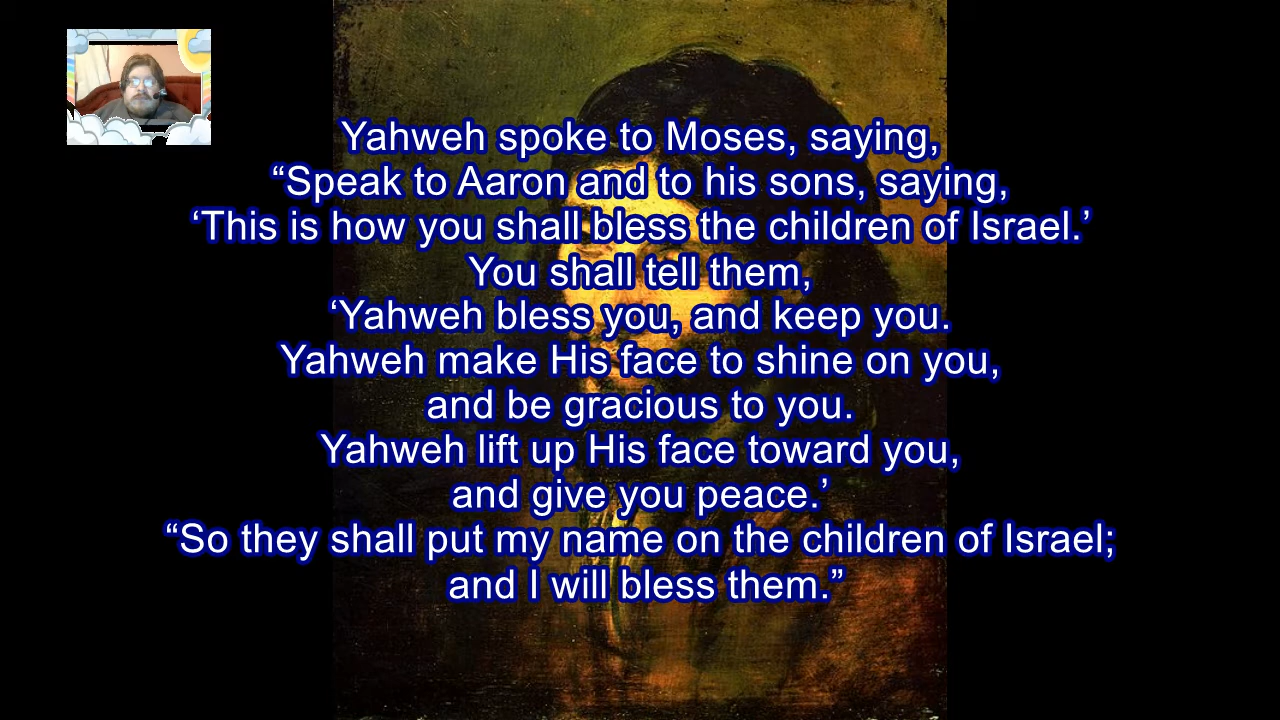 Yahweh spoke to Moses, saying,
“Speak to Aaron and to his sons, saying,
‘This is how you shall bless the children of Israel.’
You shall tell them,
‘Yahweh bless you, and keep you.
Yahweh make His face to shine on you,
and be gracious to you.
Yahweh lift up His face toward you,
and give you peace.’
“So they shall put my name on the children of Israel;
and I will bless them.”